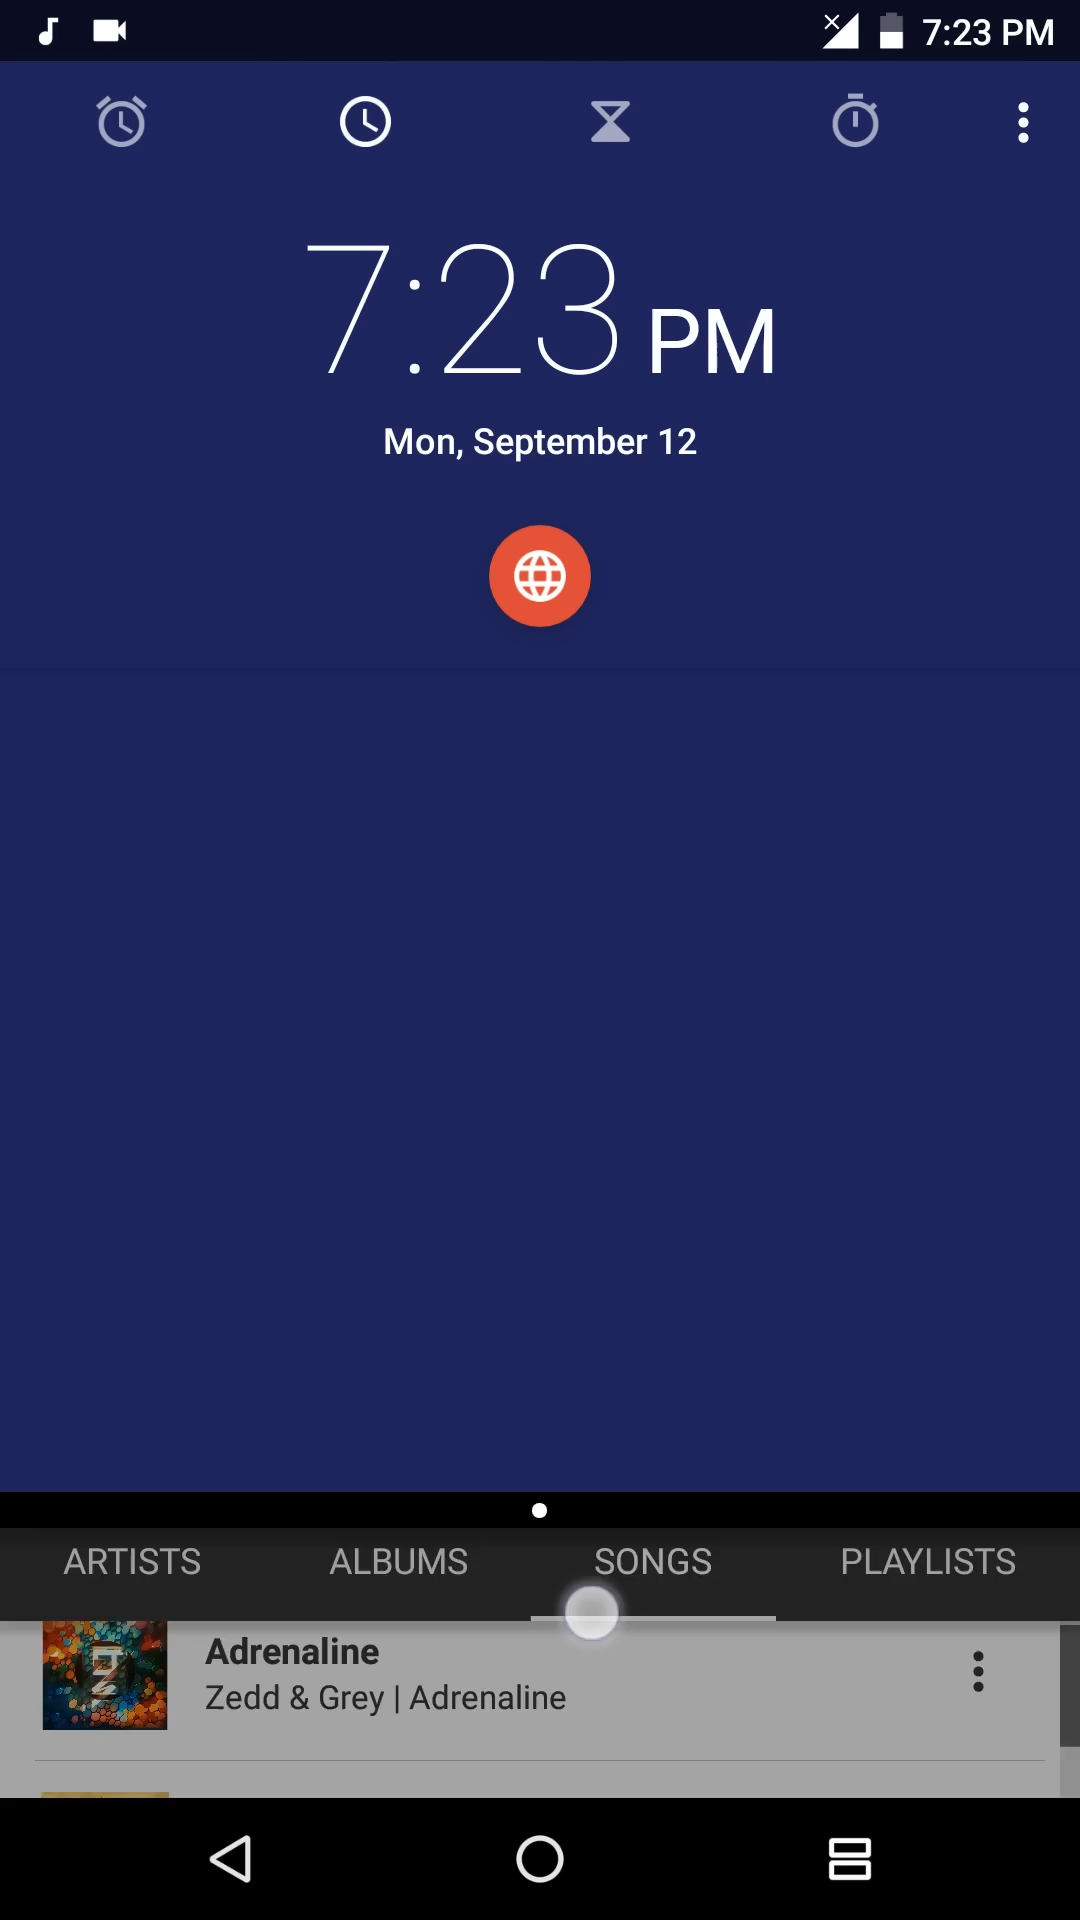 7:23 PM
7:23 PM
Mon, September 12
ARTISTS ALBUMS SONGS PLAYLISTS
Adrenaline
Zedd & Grey | Adrenaline